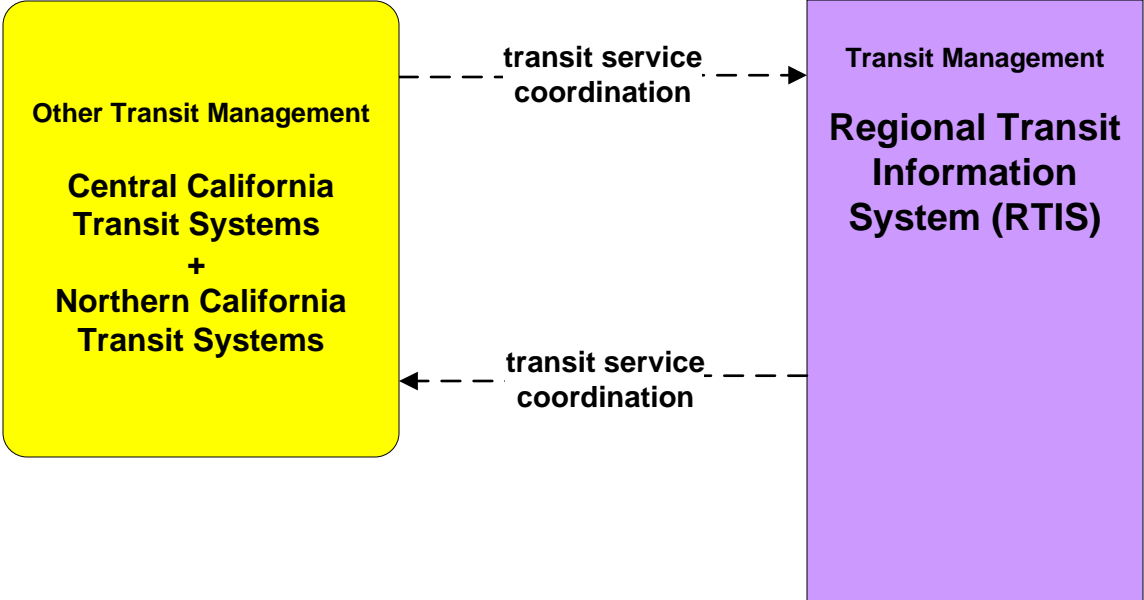 Other Transit Management
Central California
Transit Systems
+
Northern California
Transit Systems
transit service
coordination
transit service
coordination
Transit Management
Regional Transit
Information
System (RTIS)